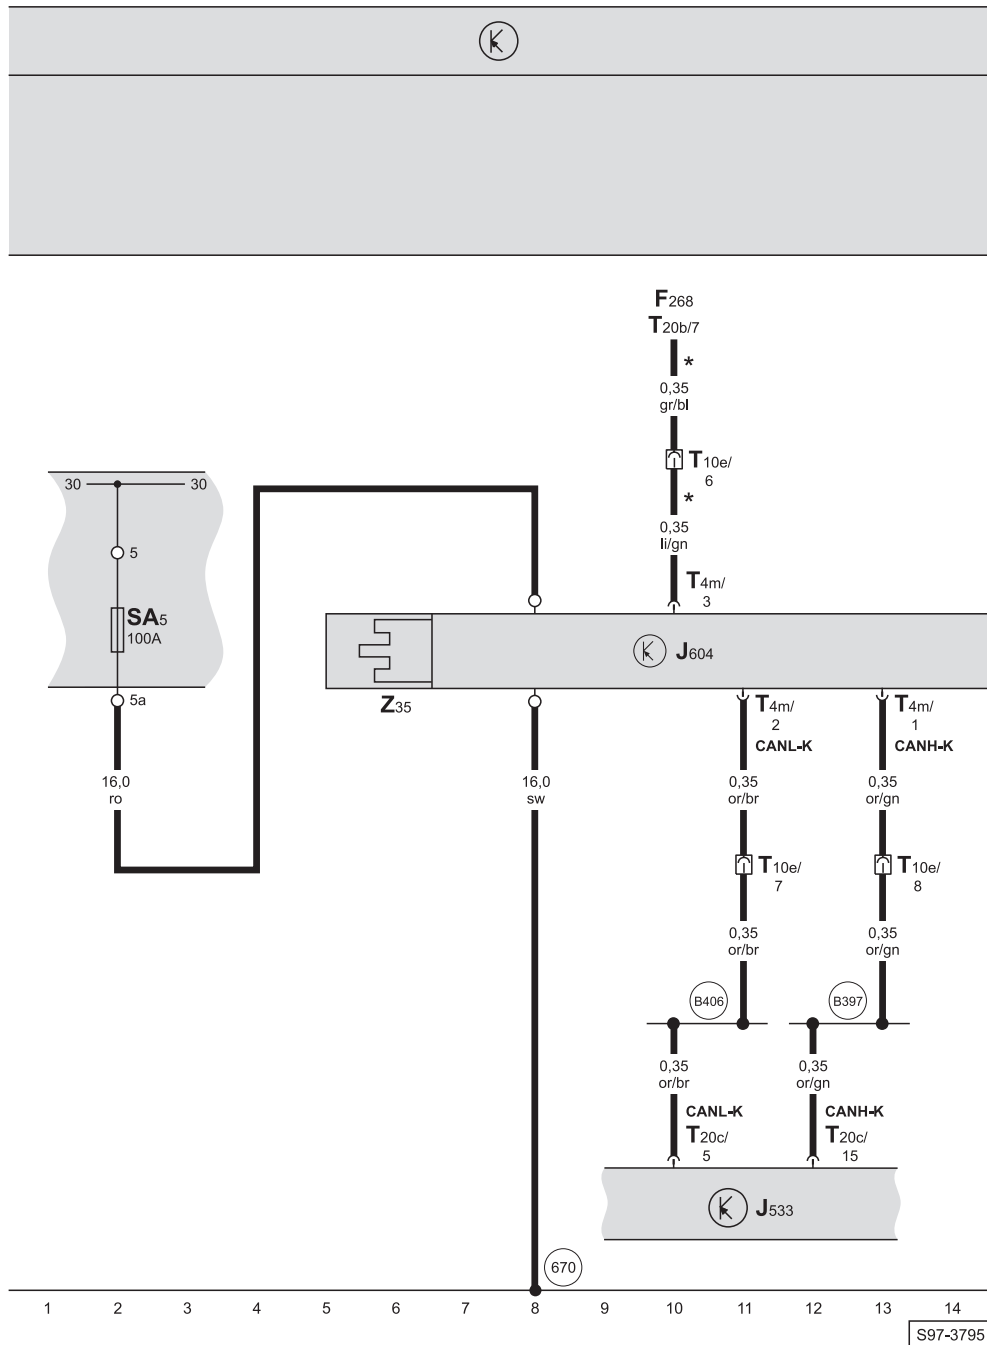 F268
T20b/7
*
0,35
gr/bl
T10e/
6
*
0,35
li/gn
T4m/
3
30 30
5
SA5
100A
5a
J604
Z35
T4m/
2
CANL-K
T4m/
1
CANH-K
16,0
ro
16,0
sw
0,35
or/br
0,35
or/gn
T10e/
7
T10e/
8
0,35
or/br
0,35
or/gn
B406
B397
0,35
or/br
0,35
or/gn
CANL-K
T20c/
5
CANH-K
T20c/
15
J533
670
1 2 3 4 5 6 7 8 9 10 11 12 13 14
S97-3795